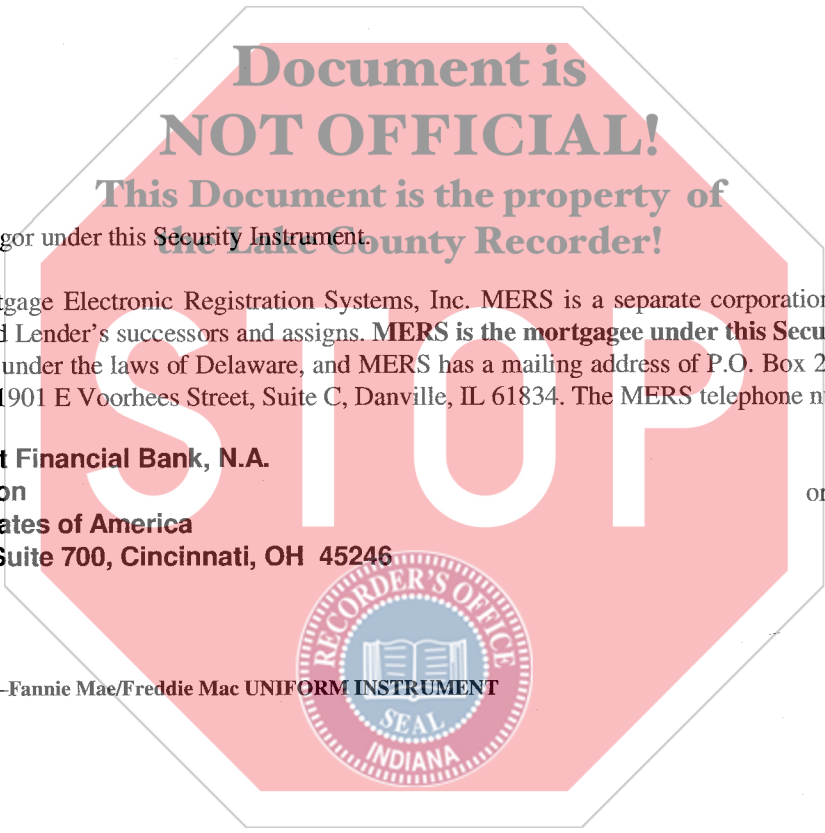 Document is
NOT OFFICIAL!
This Document is the property of
the Lake County Recorder!
gor under this Security Instrument.
tgage Electronic Registration Systems, Inc. MERS is a separate corporation
d Lender's successors and assigns. MERS is the mortgagee under this Secu
under the laws of Delaware, and MERS has a mailing address of P.O. Box 2
1901 E Voorhees Street, Suite C, Danville, IL 61834. The MERS telephone n
STOP
t Financial Bank, N.A.
on or
ates of America
Suite 700, Cincinnati, OH 45246
RECORDER'S OFFICE
SEAL
INDIANA
–Fannie Mae/Freddie Mac UNIFORM INSTRUMENT